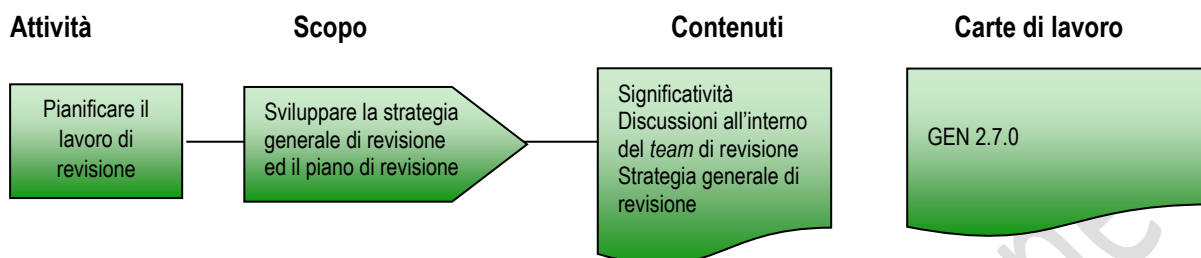 Attività Scopo Contenuti Carte di lavoro
Pianificare il
lavoro di
revisione
Sviluppare la strategia
generale di revisione
ed il piano di revisione
Significatività
Discussioni all’interno
del team di revisione
Strategia generale di
revisione
GEN 2.7.0